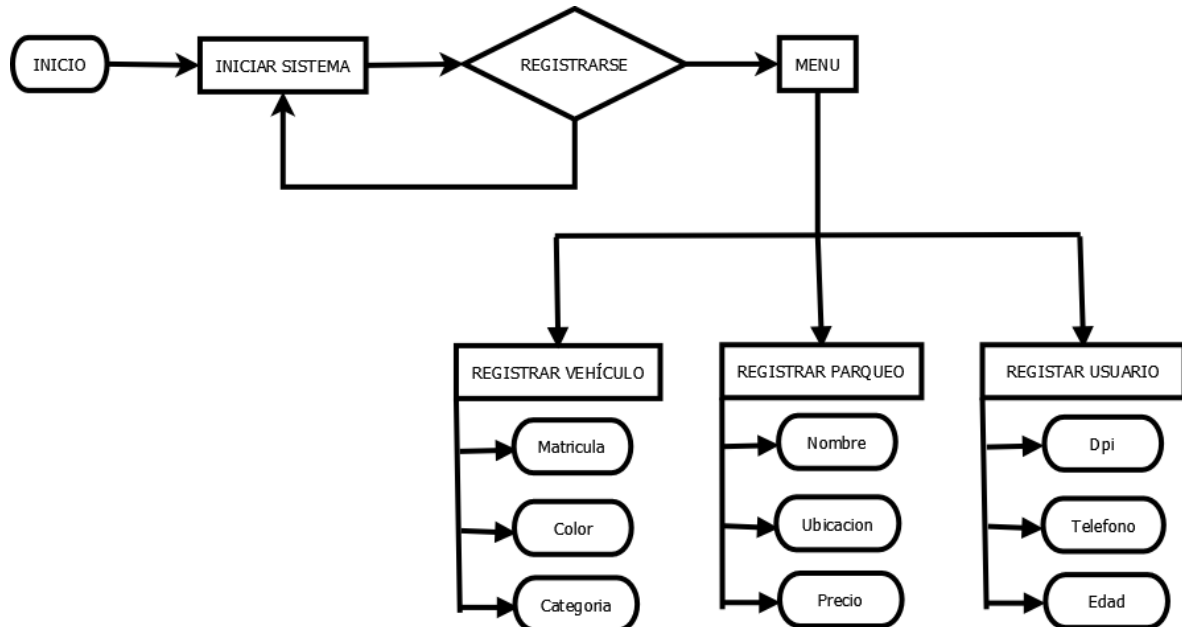 INICIO
INICIAR SISTEMA
REGISTRARSE
MENU
REGISTRAR VEHÍCULO
REGISTRAR PARQUEO
REGISTAR USUARIO
Matricula
Nombre
Dpi
Color
Ubicacion
Telefono
Categoria
Precio
Edad